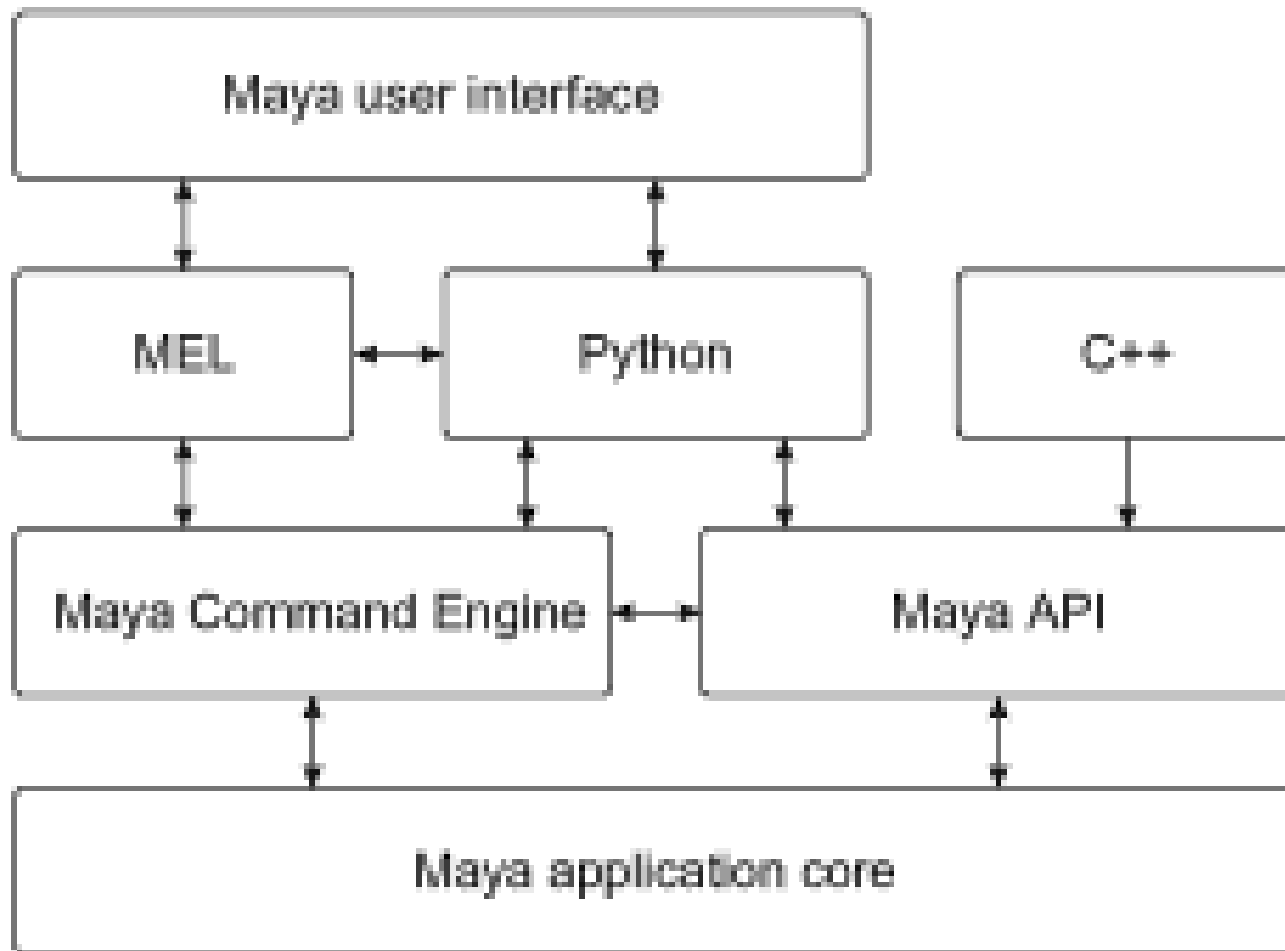 Maya user interface
MEL
Python
C++
Maya Command Engine
Maya API
Maya application core